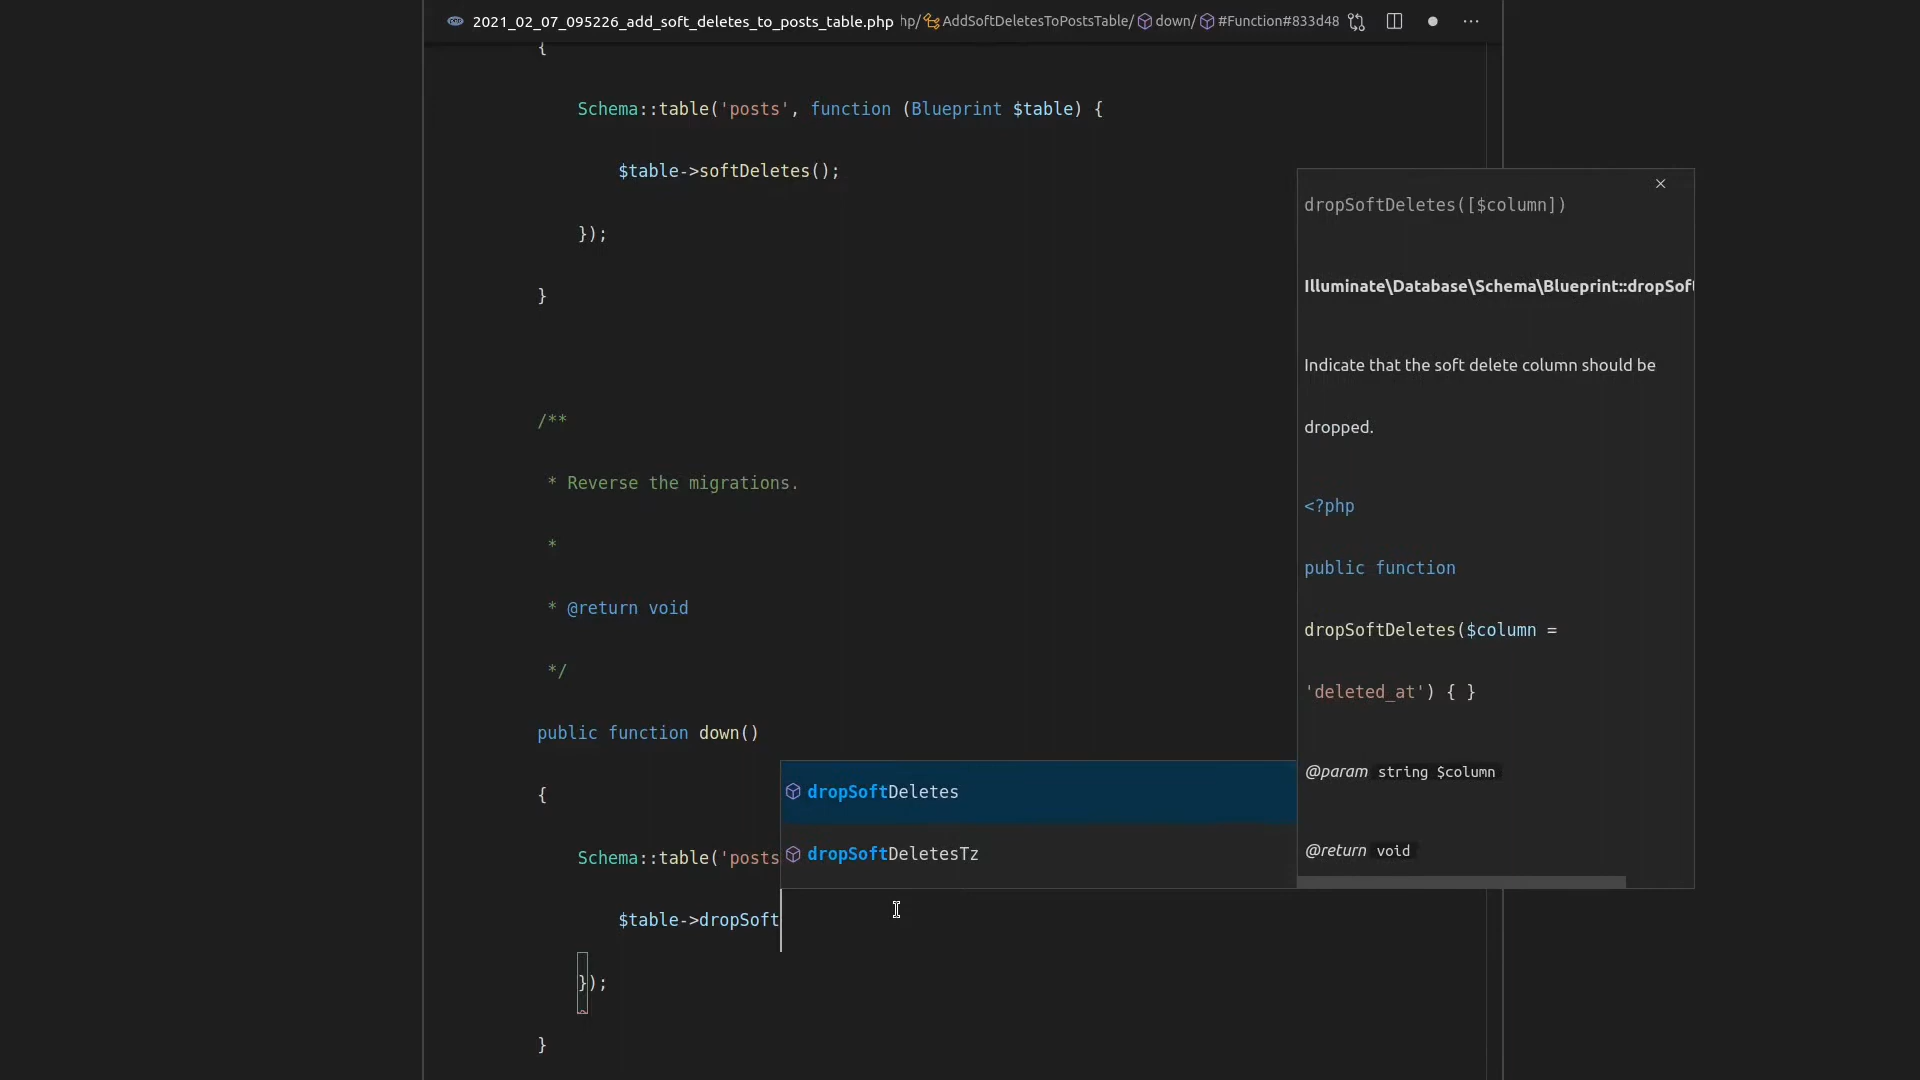 2021_02_07_095226_add_soft_deletes_to_posts_table.php hp/ AddSoftDeletesToPostsTable/ down/ #Function#833d48
{
Schema::table('posts', function (Blueprint $table) {
$table->softDeletes();
});
}
/**
* Reverse the migrations.
*
* @return void
*/
public function down()
{
Schema::table('posts
$table->dropSoft
});
}
dropSoftDeletes
dropSoftDeletesTz
dropSoftDeletes([$column])
Illuminate\Database\Schema\Blueprint::dropSoft
Indicate that the soft delete column should be
dropped.
<?php
public function
dropSoftDeletes($column =
'deleted_at') { }
@param string $column
@return void